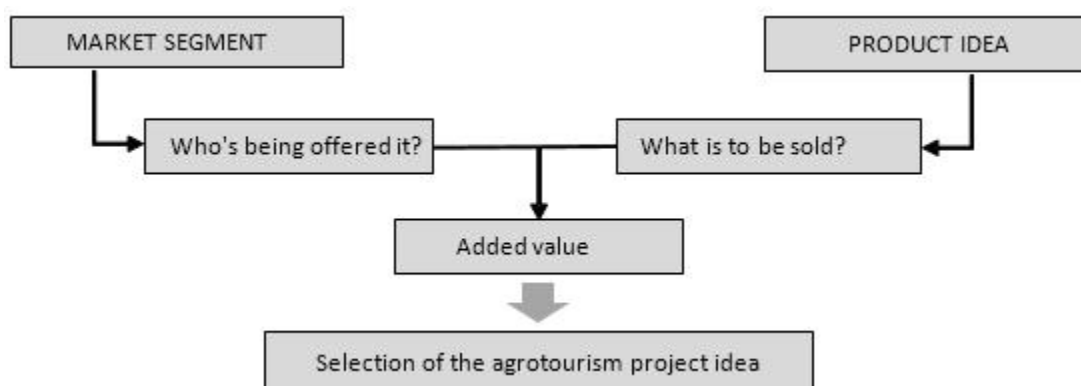 MARKET SEGMENT
PRODUCT IDEA
Who's being offered it?
What is to be sold?
Added value
Selection of the agrotourism project idea